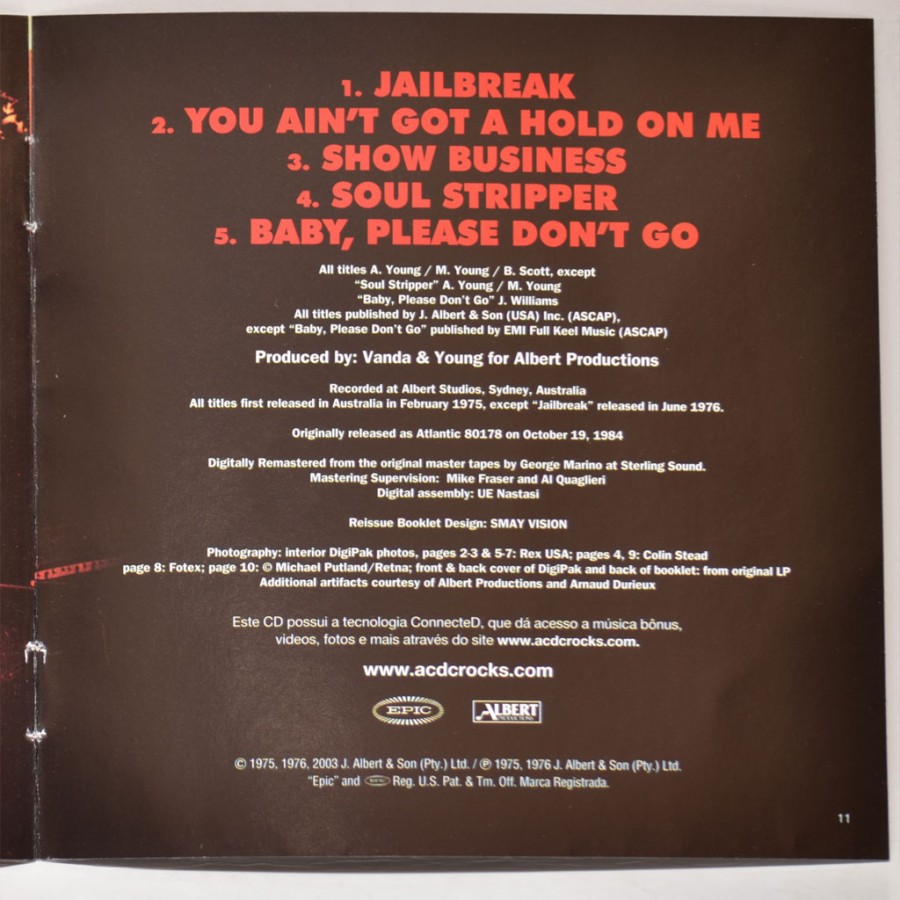 1. JAILBREAK
2. YOU AIN'T GOT A HOLD ON ME
3. SHOW BUSINESS
4. SOUL STRIPPER
5. BABY, PLEASE DON'T GO
All titles A. Young / M. Young / B. Scott, except
"Soul Stripper" A. Young / M. Young
"Baby, Please Don't Go" J. Williams
All titles published by J. Albert & Son (USA) Inc. (ASCAP),
except "Baby, Please Don't Go" published by EMI Full Keel Music (ASCAP)
Produced by: Vanda & Young for Albert Productions
Recorded at Albert Studios, Sydney, Australia
All titles first released in Australia in February 1975, except "Jailbreak" released in June 1976.
Originally released as Atlantic 80178 on October 19, 1984
Digitally Remastered from the original master tapes by George Marino at Sterling Sound.
Mastering Supervision: Mike Fraser and Al Quaglieri
Digital assembly: UE Nastasi
Reissue Booklet Design: SMAY VISION
Photography: interior DigiPak photos, pages 2-3 & 5-7: Rex USA; pages 4, 9: Colin Stead
page 8: Fotex; page 10: © Michael Putland/Retna; front & back cover of DigiPak and back of booklet: from original LP
Additional artifacts courtesy of Albert Productions and Arnaud Durieux
Este CD possui a tecnologia ConnecteD, que dá acesso a música bônus,
videos, fotos e mais através do site www.acdcrocks.com.
www.acdcrocks.com
EPIC ALBERT PRODUCTIONS
© 1975, 1976, 2003 J. Albert & Son (Pty.) Ltd. / ℗ 1975, 1976 J. Albert & Son (Pty.) Ltd.
"Epic" and EPIC Reg. U.S. Pat. & Tm. Off. Marca Registrada.
11